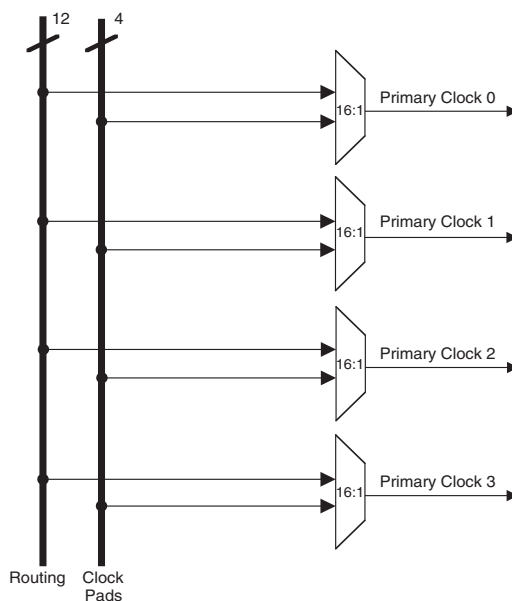 12
4
16:1
Primary Clock 0
16:1
Primary Clock 1
16:1
Primary Clock 2
16:1
Primary Clock 3
Routing
Clock
Pads